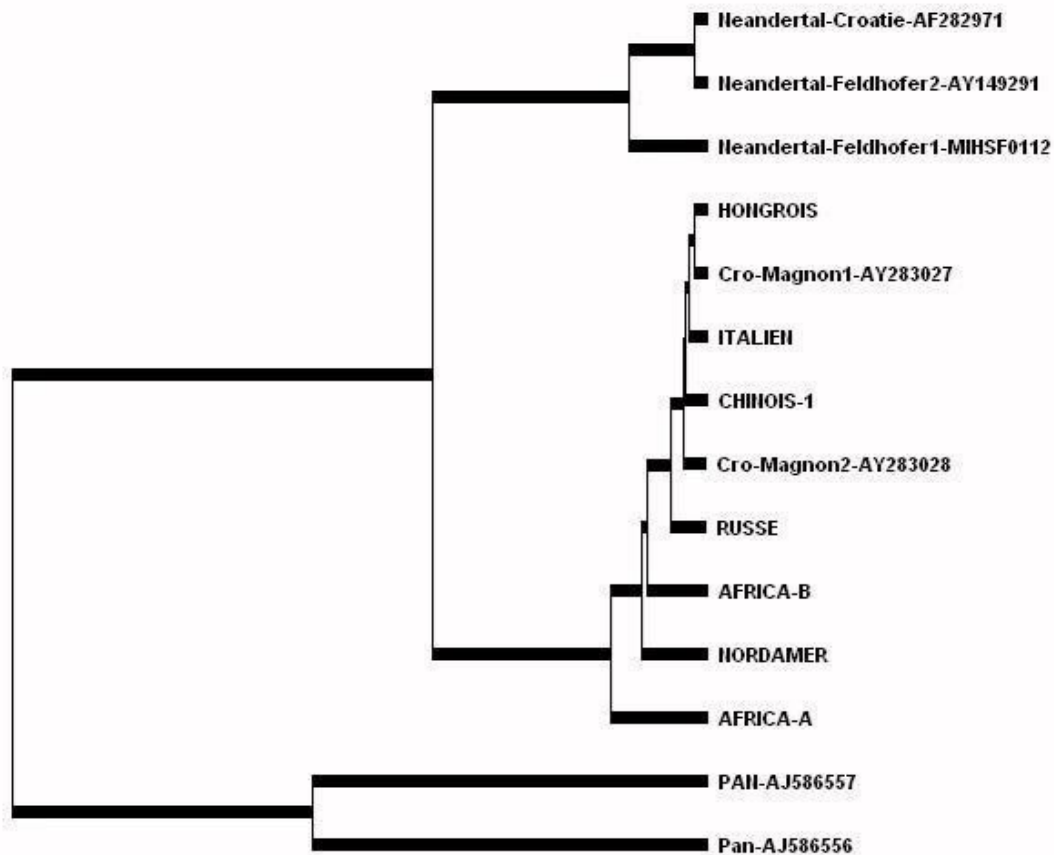 Neandertal-Croatie-AF282971
Neandertal-Feldhofer2-AY149291
Neandertal-Feldhofer1-MIHSF0112
HONGROIS
Cro-Magnon1-AY283027
ITALIEN
CHINOIS-1
Cro-Magnon2-AY283028
RUSSE
AFRICA-B
NORDAMER
AFRICA-A
PAN-AJ586557
Pan-AJ586556